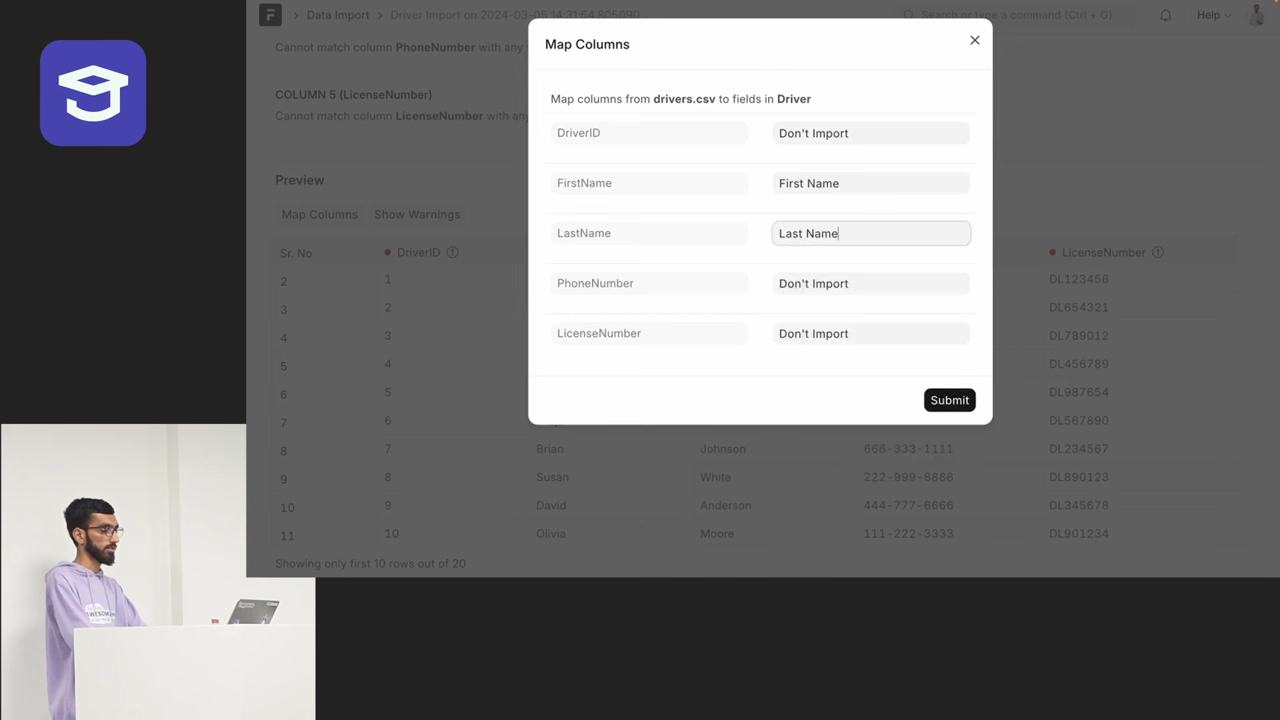 F > Data Import > Driver Import on 2024-03-05 14:31:54.805090
Search or type a command (Ctrl + G)
Help
Cannot match column PhoneNumber with any
COLUMN 5 (LicenseNumber)
Cannot match column LicenseNumber with any
Preview
Map Columns Show Warnings
Map Columns
Map columns from drivers.csv to fields in Driver
DriverID Don't Import
FirstName First Name
LastName Last Name
PhoneNumber Don't Import
LicenseNumber Don't Import
Submit
Sr. No DriverID LicenseNumber
2 1 DL123456
3 2 DL654321
4 3 DL789012
5 4 DL456789
6 5 DL987654
7 6 DL567890
8 7 Brian Johnson 666-333-1111 DL234567
9 8 Susan White 222-999-8886 DL890123
10 9 David Anderson 444-777-6666 DL345678
11 10 Olivia Moore 111-222-3333 DL901234
Showing only first 10 rows out of 20